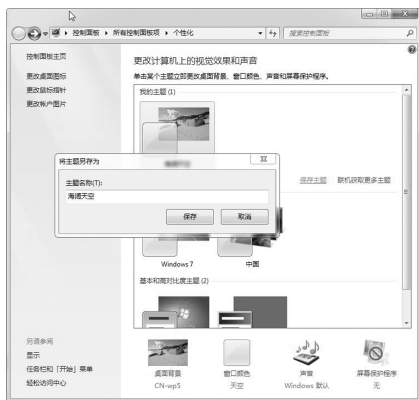 控制面板 ▸ 所有控制面板项 ▸ 个性化
搜索控制面板
控制面板主页
更改桌面图标
更改鼠标指针
更改帐户图片
更改计算机上的视觉效果和声音
单击某个主题立即更改桌面背景、窗口颜色、声音和屏幕保护程序。
我的主题 (1)
将主题另存为
主题名称(T):
海阔天空
保存
取消
保存主题
联机获取更多主题
Windows 7
中国
基本和高对比度主题 (2)
另请参阅
显示
任务栏和「开始」菜单
轻松访问中心
桌面背景
CN-wp5
窗口颜色
天空
声音
Windows 默认
屏幕保护程序
无